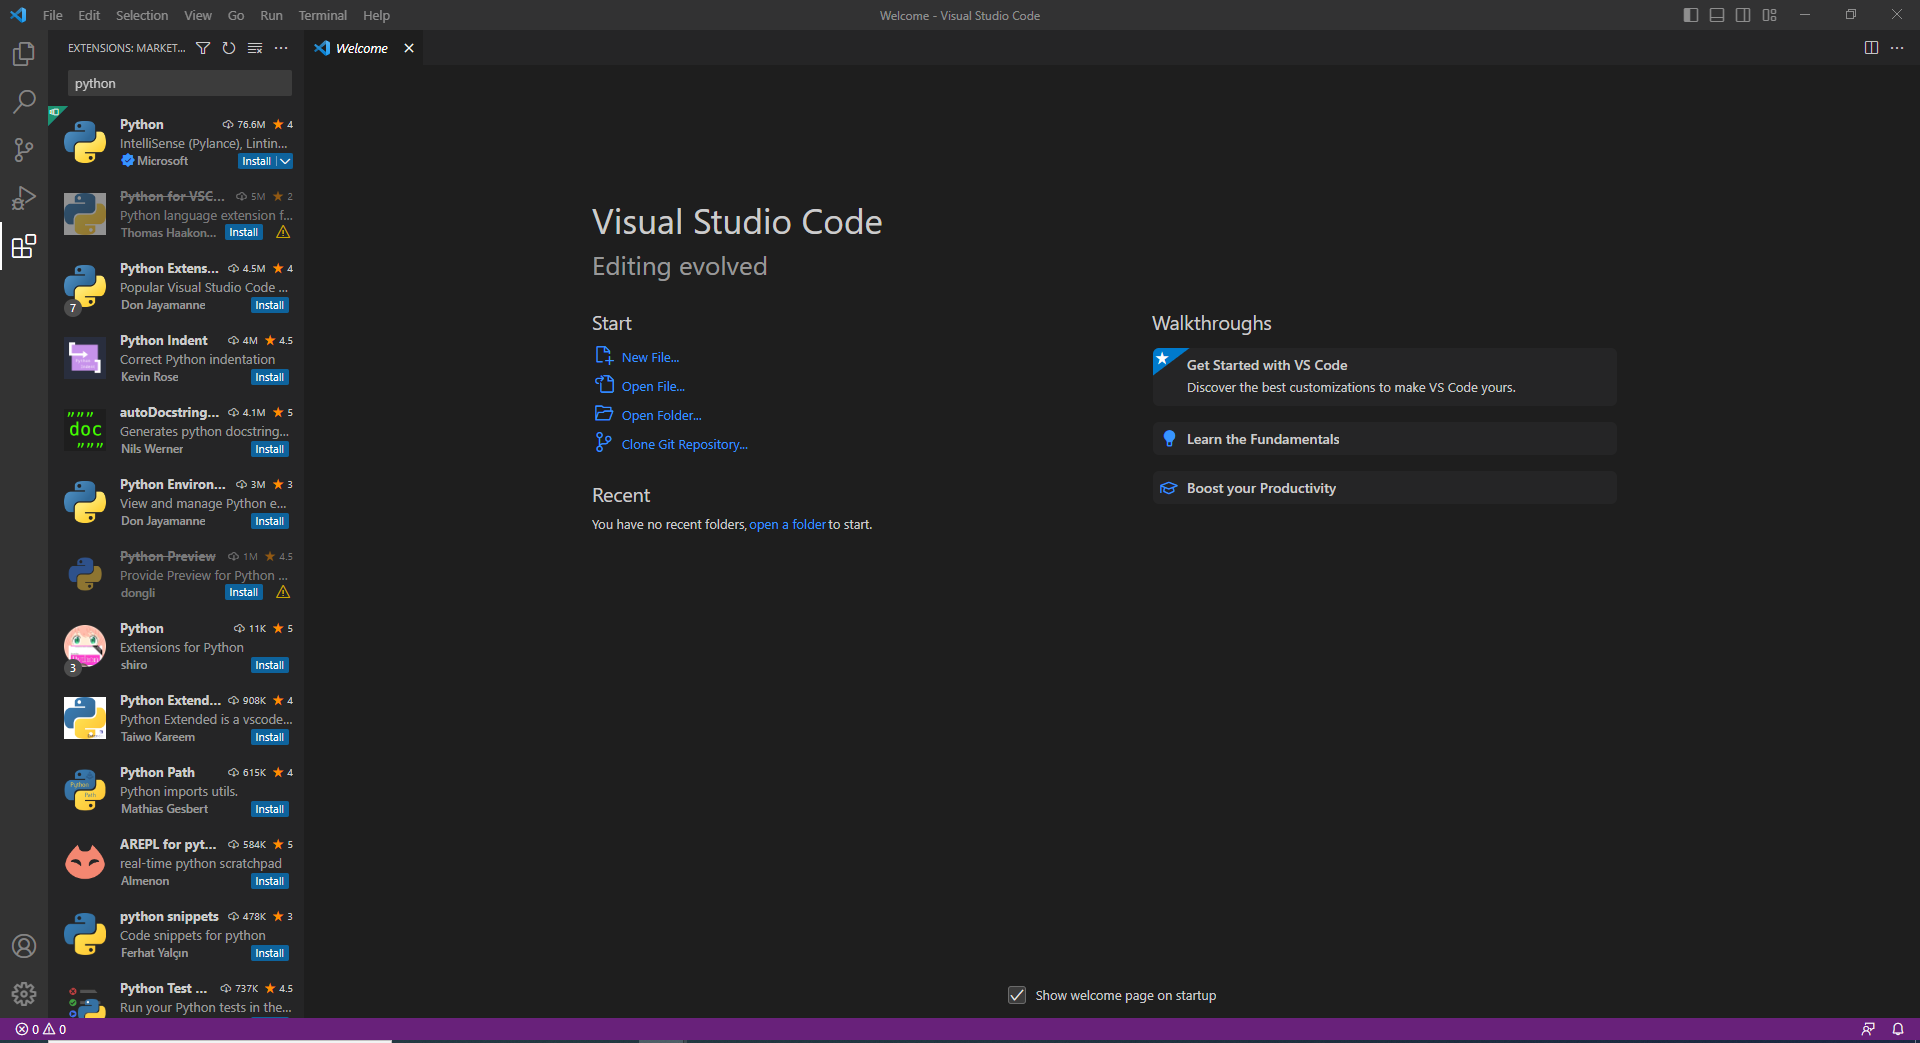 File Edit Selection View Go Run Terminal Help
Welcome - Visual Studio Code
EXTENSIONS: MARKET...
python
Python 76.6M 4
IntelliSense (Pylance), Lintin...
Microsoft Install
Python for VSC... 5M 2
Python language extension f...
Thomas Haakon... Install
Python Extens... 4.5M 4
Popular Visual Studio Code ...
7 Don Jayamanne Install
Python Indent 4M 4.5
Correct Python indentation
Kevin Rose Install
autoDocstring... 4.1M 5
""" doc """
Generates python docstring...
Nils Werner Install
Python Environ... 3M 3
View and manage Python e...
Don Jayamanne Install
Python Preview 1M 4.5
Provide Preview for Python ...
dongli Install
Python 11K 5
Extensions for Python
3 shiro Install
Python Extend... 908K 4
Python Extended is a vscode...
Taiwo Kareem Install
Python Path 615K 4
Python imports utils.
Mathias Gesbert Install
AREPL for pyt... 584K 5
real-time python scratchpad
Almenon Install
python snippets 478K 3
Code snippets for python
Ferhat Yalçın Install
Python Test ... 737K 4.5
Run your Python tests in the...
0 0
Welcome
Visual Studio Code
Editing evolved
Start
New File...
Open File...
Open Folder...
Clone Git Repository...
Recent
You have no recent folders, open a folder to start.
Walkthroughs
Get Started with VS Code
Discover the best customizations to make VS Code yours.
Learn the Fundamentals
Boost your Productivity
Show welcome page on startup